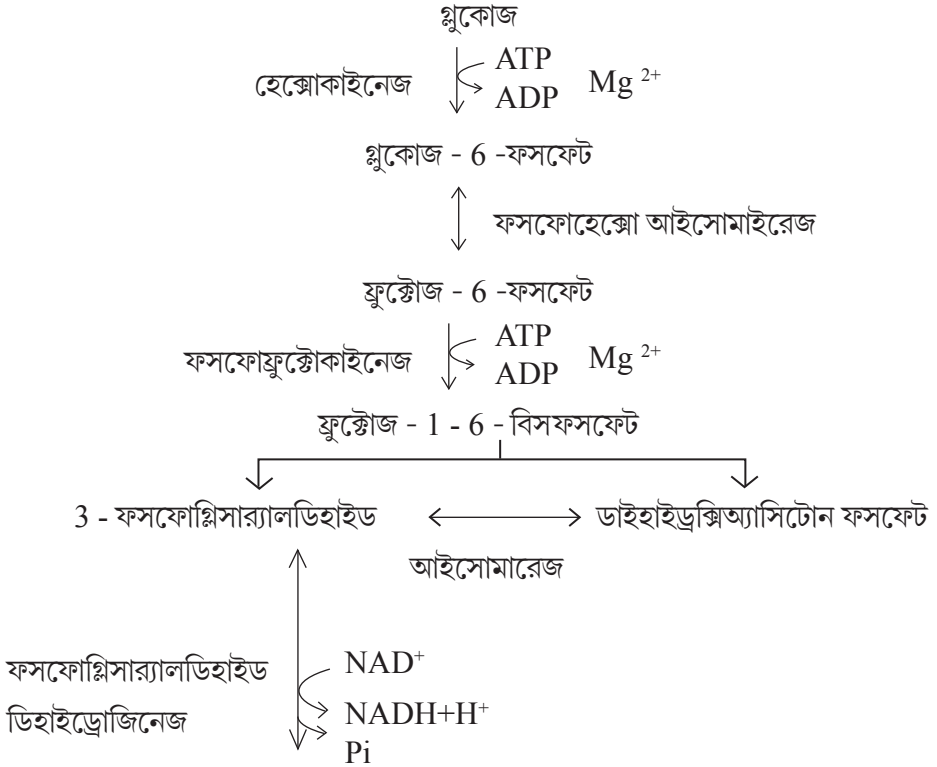 গ্লুকোজ
হেক্সোকাইনেজ ATP
ADP Mg 2+
গ্লুকোজ - 6 -ফসফেট
ফসফোহেক্সো আইসোমাইরেজ
ফ্রুক্টোজ - 6 -ফসফেট
ফসফোফ্রুক্টোকাইনেজ ATP
ADP Mg 2+
ফ্রুক্টোজ - 1 - 6 - বিসফসফেট
3 - ফসফোগ্লিসার‍্যালডিহাইড ডাইহাইড্রক্সিঅ্যাসিটোন ফসফেট
আইসোমারেজ
ফসফোগ্লিসার‍্যালডিহাইড NAD+
ডিহাইড্রোজিনেজ NADH+H+
Pi